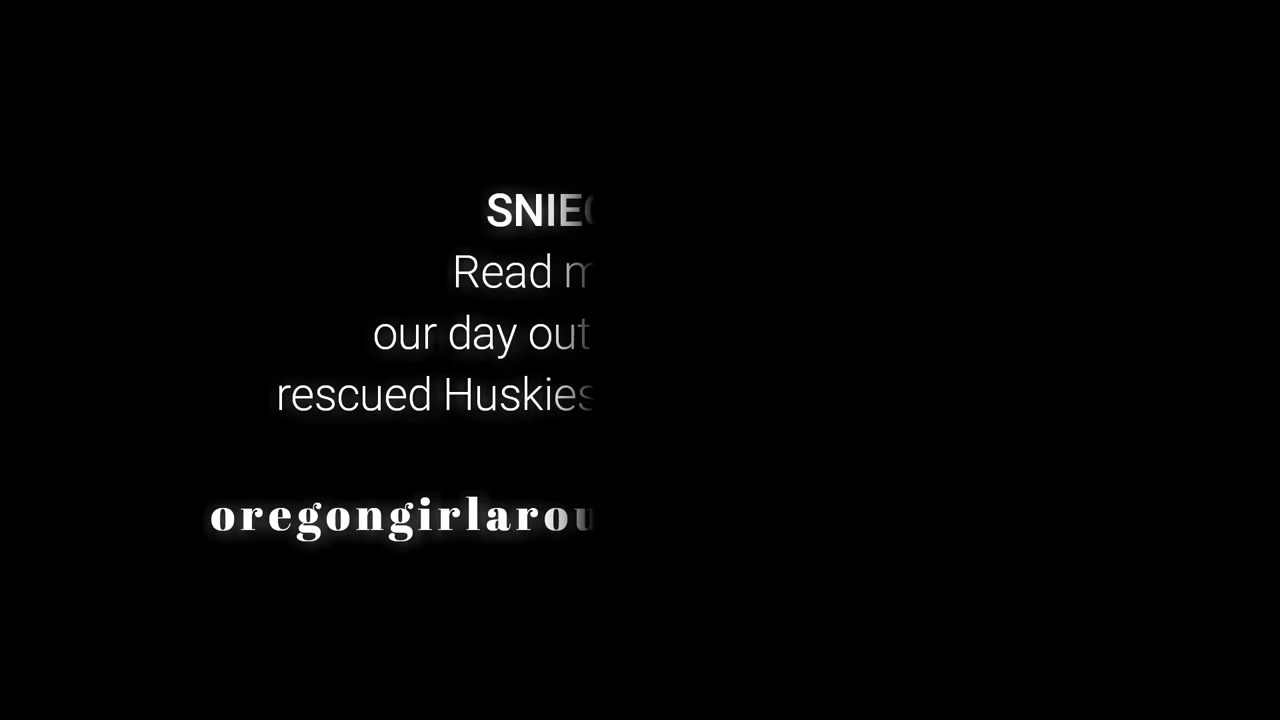 SNIE
Read
our day out
rescued Huskies
oregongirlarou